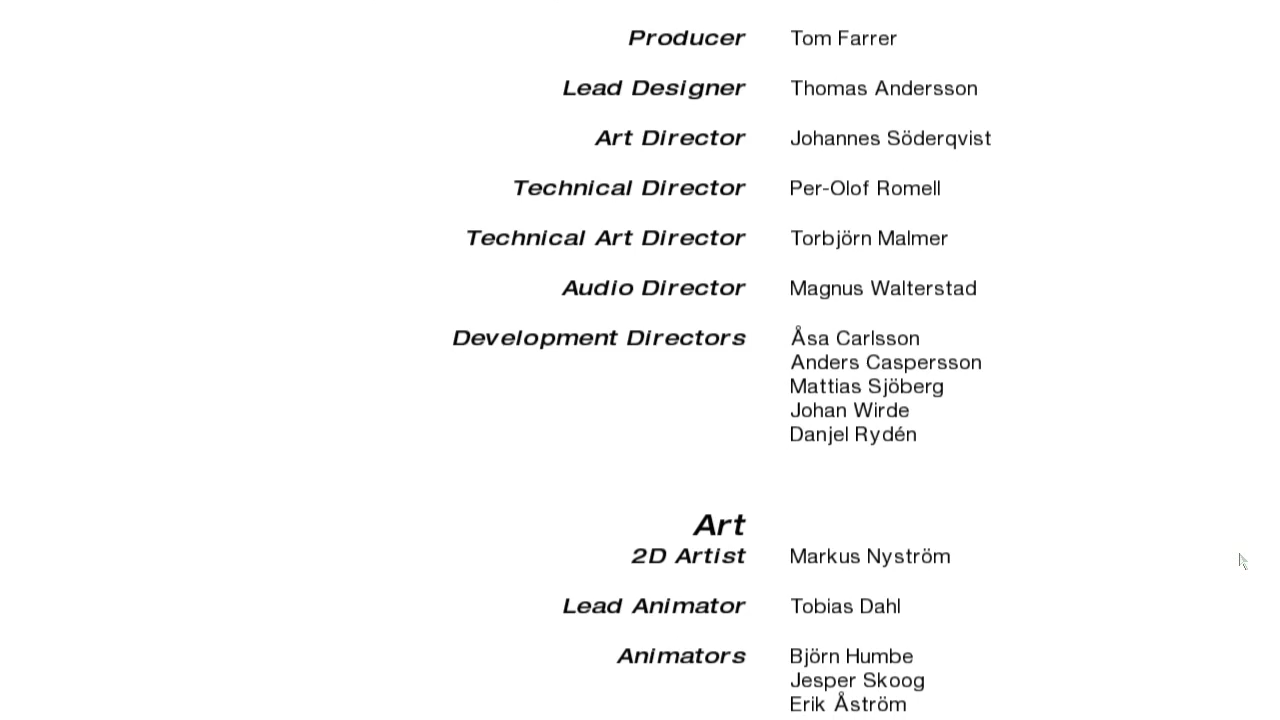 Producer Tom Farrer
Lead Designer Thomas Andersson
Art Director Johannes Söderqvist
Technical Director Per-Olof Romell
Technical Art Director Torbjörn Malmer
Audio Director Magnus Walterstad
Development Directors Åsa Carlsson
Anders Caspersson
Mattias Sjöberg
Johan Wirde
Danjel Rydén
Art
2D Artist Markus Nyström
Lead Animator Tobias Dahl
Animators Björn Humbe
Jesper Skoog
Erik Åström